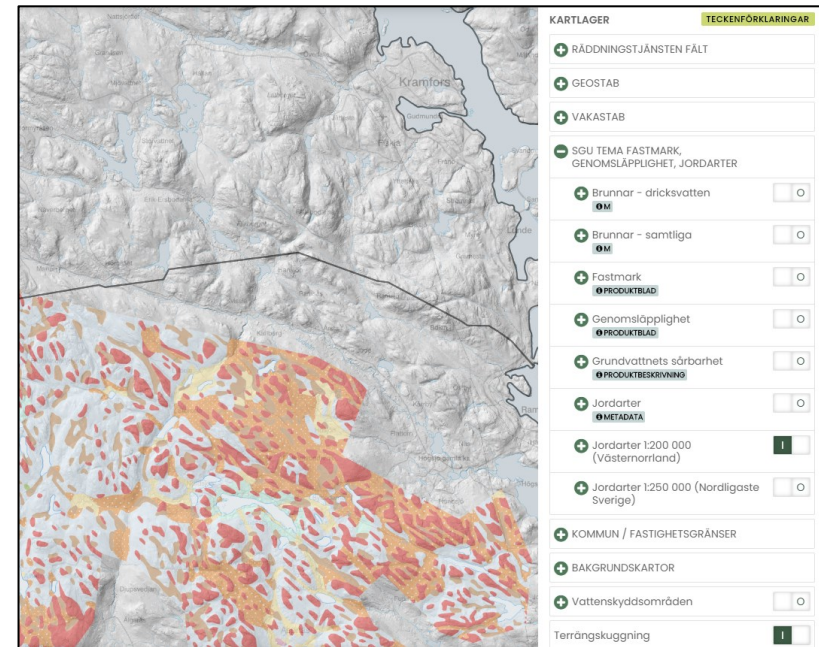 KARTLAGER
TECKENFÖRKLARINGAR
RÄDDNINGSTJÄNSTEN FÄLT
GEOSTAB
VAKASTAB
SGU TEMA FASTMARK,
GENOMSLÄPPLIGHET, JORDARTER
Brunnar - dricksvatten
M
O
Brunnar - samtliga
M
O
Fastmark
PRODUKTBLAD
O
Genomsläpplighet
PRODUKTBLAD
O
Grundvattnets sårbarhet
PRODUKTBESKRIVNING
O
Jordarter
METADATA
O
Jordarter 1:200 000
(Västernorrland)
I
Jordarter 1:250 000 (Nordligaste
Sverige)
O
KOMMUN / FASTIGHETSGRÄNSER
BAKGRUNDSKARTOR
Vattenskyddsområden
O
Terrängskuggning
I
Kramfors
Lunde